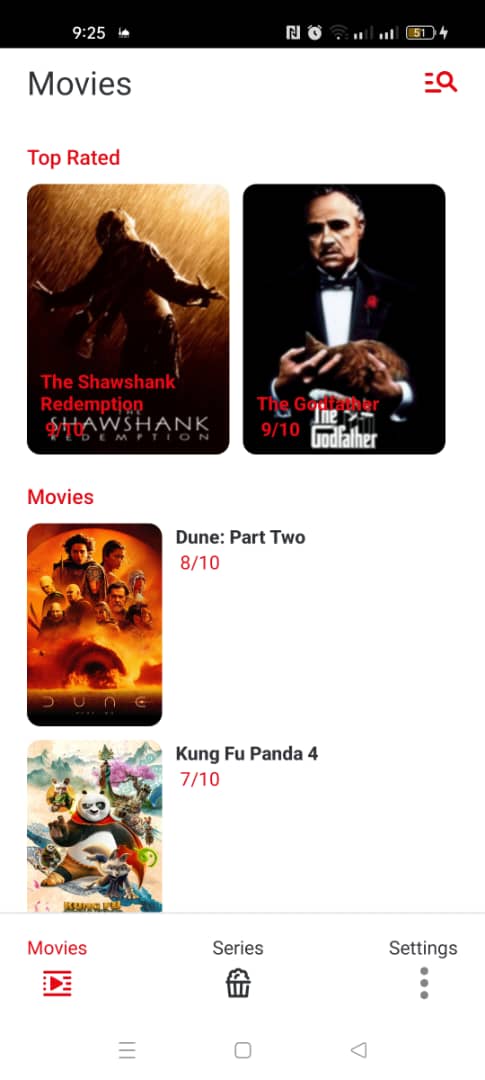 9:25
51
Movies
Top Rated
The Shawshank
Redemption
9/10
SHAWSHANK
REDEMPTION
The Godfather
9/10
The
Godfather
Movies
Dune: Part Two
8/10
DUNE
Kung Fu Panda 4
7/10
KUNG FU
Movies
Series
Settings